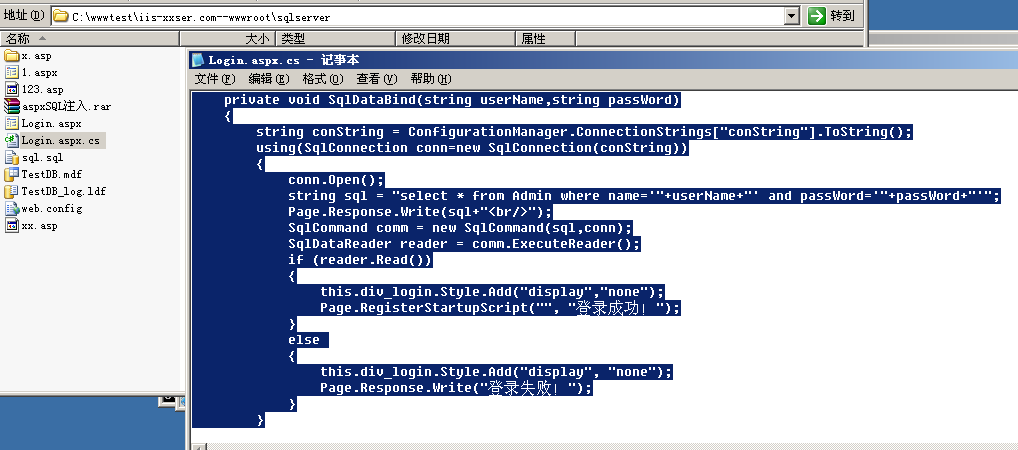 地址(D) C:\wwwtest\iis-xxser.com--wwwroot\sqlserver 转到
名称 大小 类型 修改日期 属性
x.asp
1.aspx
123.asp
aspxSQL注入.rar
Login.aspx
Login.aspx.cs
sql.sql
TestDB.mdf
TestDB_log.ldf
web.config
xx.asp
Login.aspx.cs - 记事本
文件(F) 编辑(E) 格式(O) 查看(V) 帮助(H)
private void SqlDataBind(string userName,string passWord)
{
string conString = ConfigurationManager.ConnectionStrings["conString"].ToString();
using(SqlConnection conn=new SqlConnection(conString))
{
conn.Open();
string sql = "select * from Admin where name='"+userName+"' and passWord='"+passWord+"'";
Page.Response.Write(sql+"<br/>");
SqlCommand comm = new SqlCommand(sql,conn);
SqlDataReader reader = comm.ExecuteReader();
if (reader.Read())
{
this.div_login.Style.Add("display","none");
Page.RegisterStartupScript("", "登录成功！");
}
else
{
this.div_login.Style.Add("display", "none");
Page.Response.Write("登录失败！");
}
}